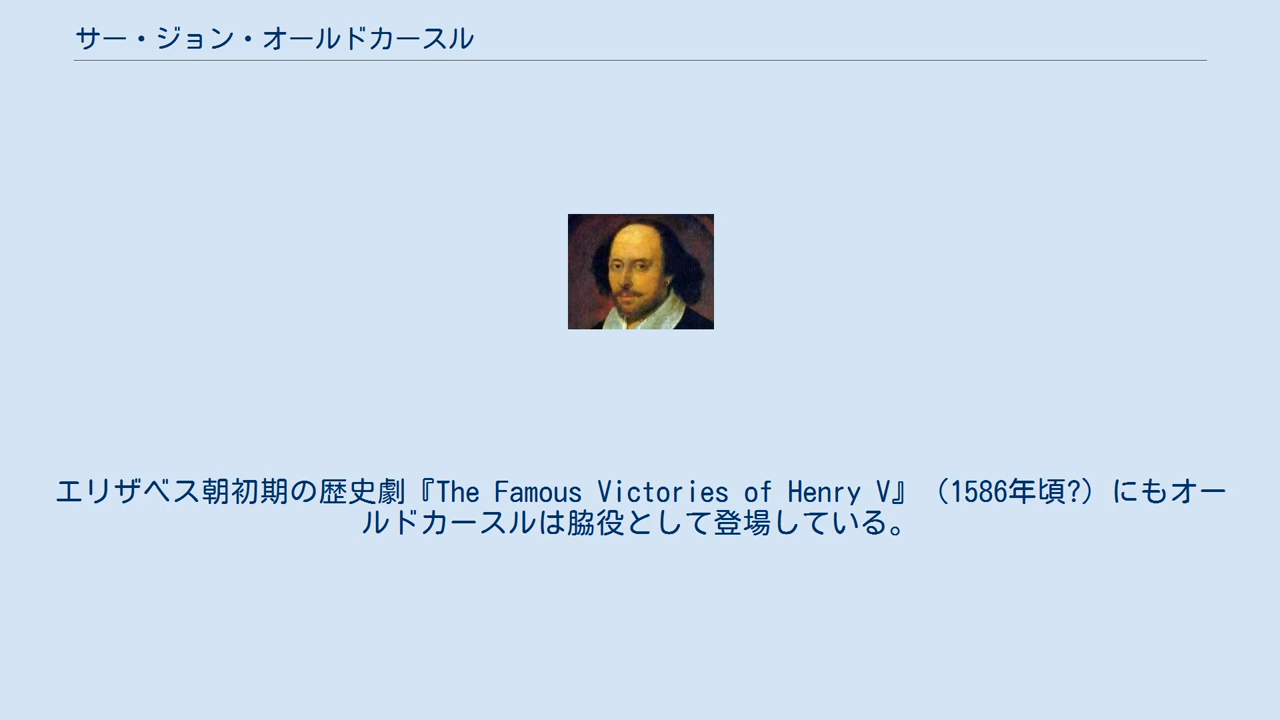 サー・ジョン・オールドカースル
エリザベス朝初期の歴史劇『The Famous Victories of Henry V』（1586年頃?）にもオー
ルドカースルは脇役として登場している。